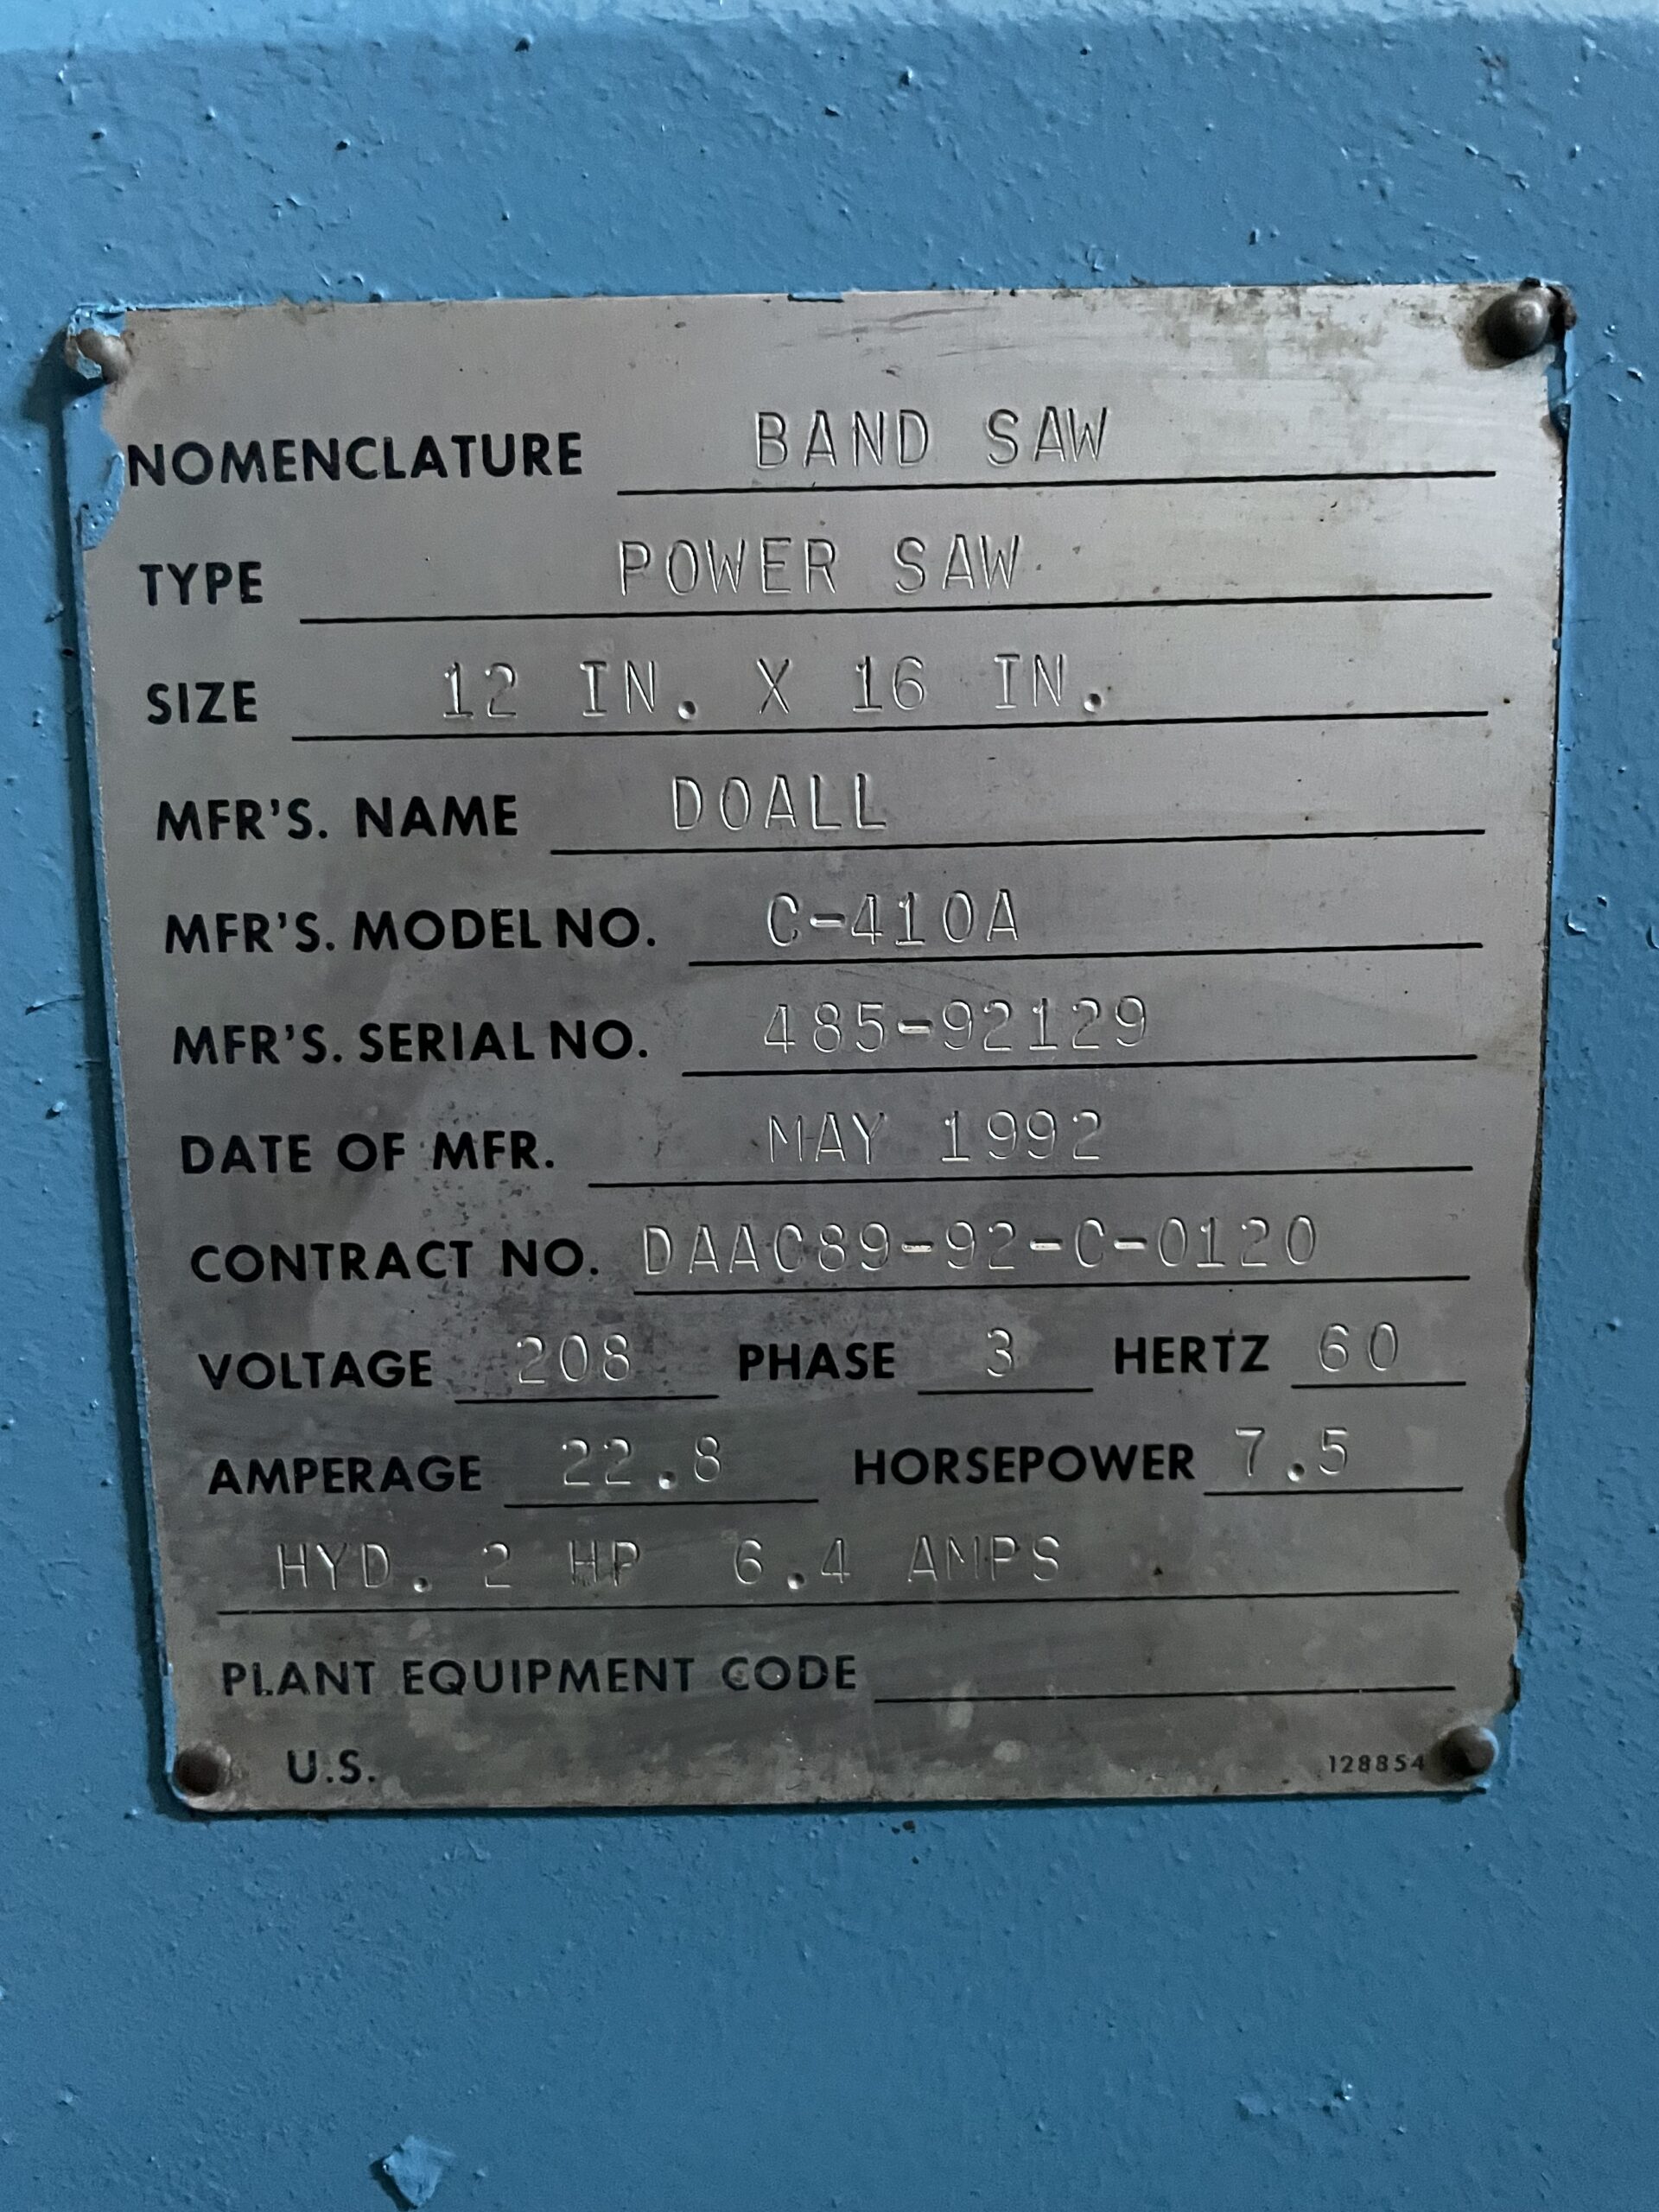 NOMENCLATURE BAND SAW
TYPE POWER SAW
SIZE 12 IN. X 16 IN.
MFR'S. NAME DOALL
MFR'S. MODEL NO. C-410A
MFR'S. SERIAL NO. 485-92129
DATE OF MFR. MAY 1992
CONTRACT NO. DAAC89-92-C-0120
VOLTAGE 208 PHASE 3 HERTZ 60
AMPERAGE 22.8 HORSEPOWER 7.5
HYD. 2 HP 6.4 AMPS
PLANT EQUIPMENT CODE
U.S. 128854